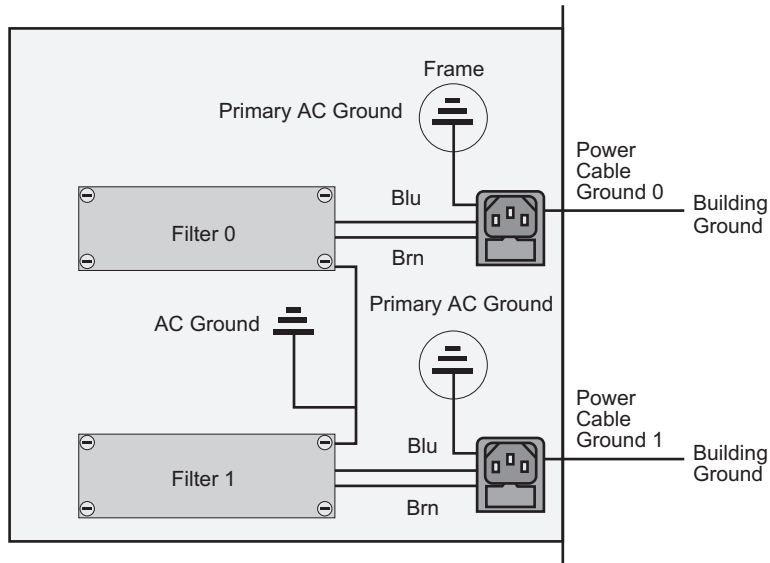 Frame
Primary AC Ground
Power
Cable
Ground 0
Building
Ground
Blu
Filter 0
Brn
AC Ground
Primary AC Ground
Power
Cable
Ground 1
Building
Ground
Blu
Filter 1
Brn